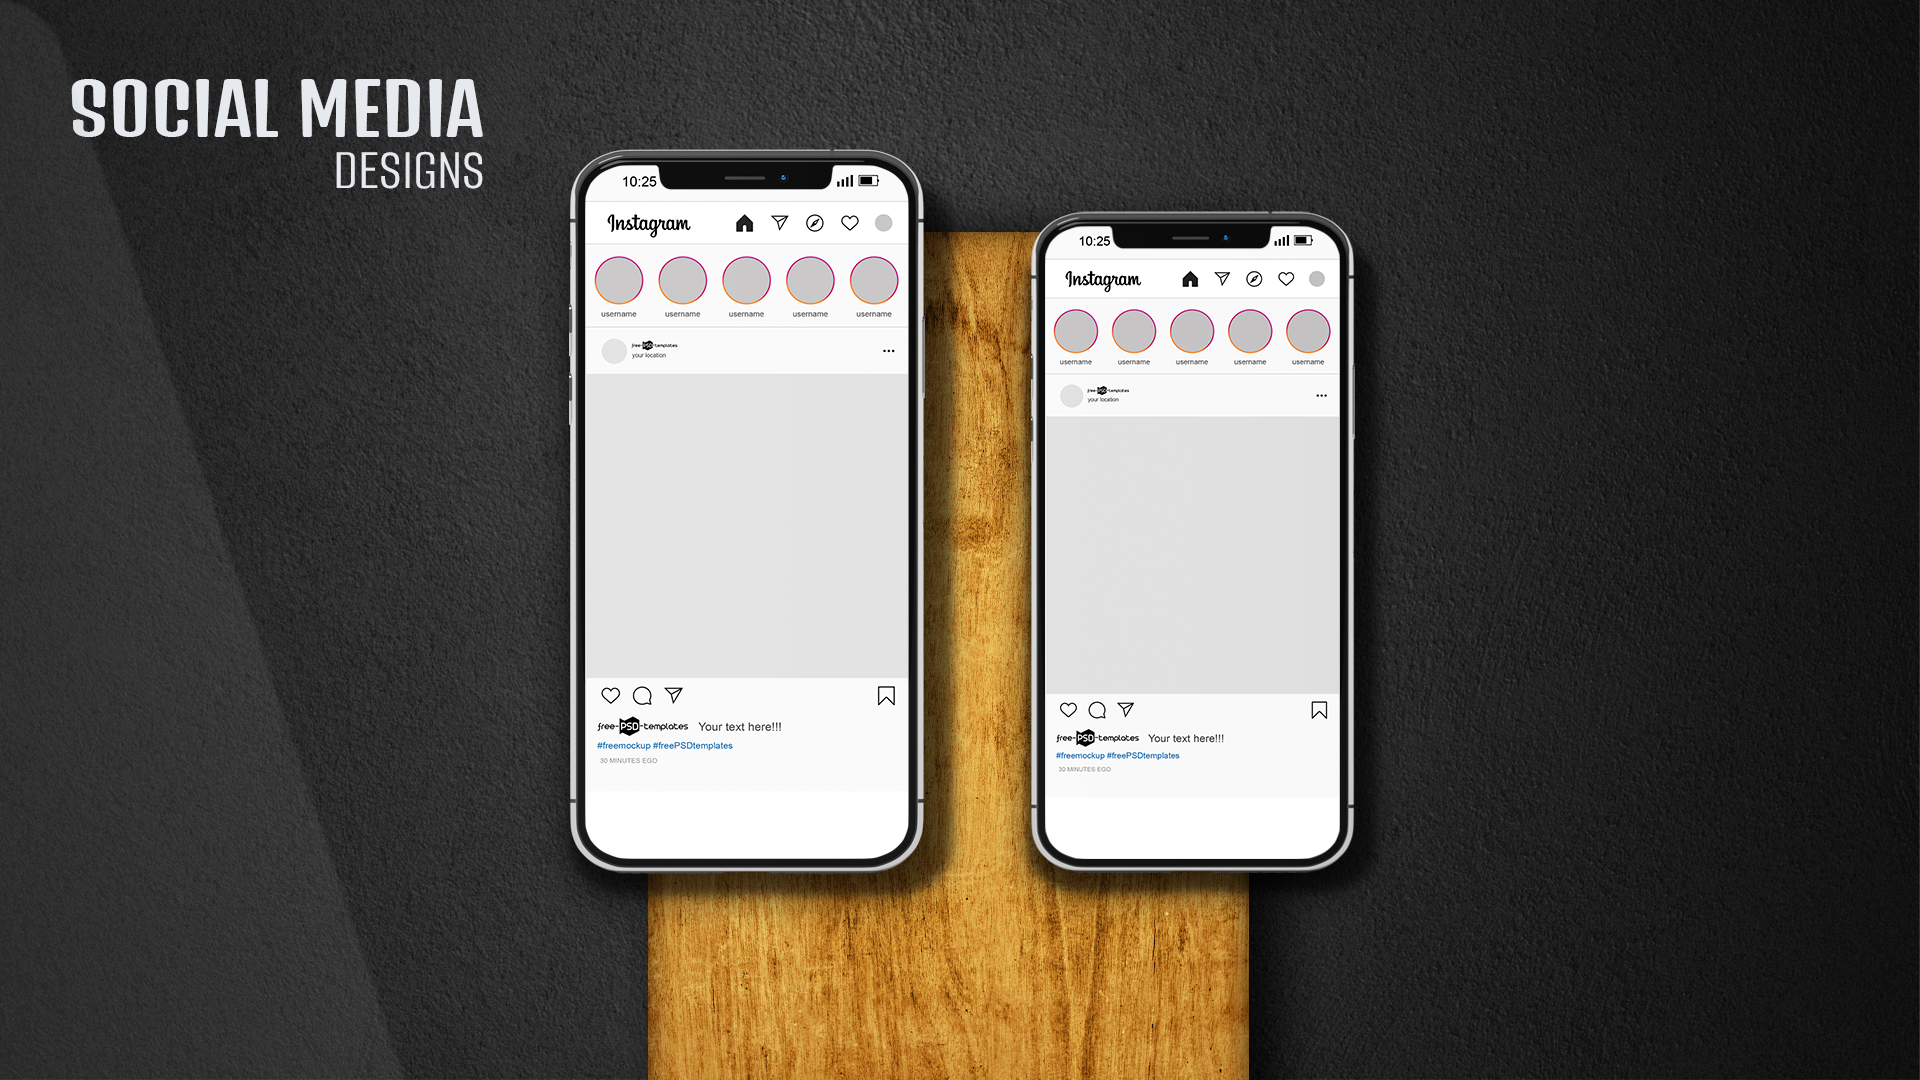 SOCIAL MEDIA
DESIGNS
10:25
Instagram
username username username username username
free-PSD-templates
your location
free-PSD-templates Your text here!!!
#freemockup #freePSDtemplates
30 MINUTES EGO
10:25
Instagram
username username username username username
free-PSD-templates
your location
free-PSD-templates Your text here!!!
#freemockup #freePSDtemplates
30 MINUTES EGO